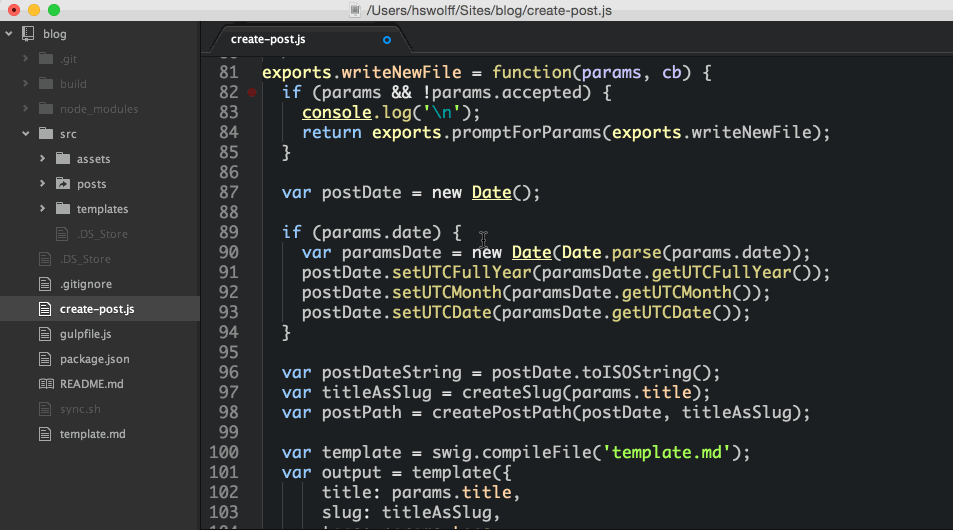 /Users/hswolff/Sites/blog/create-post.js
blog
.git
build
node_modules
src
assets
posts
templates
.DS_Store
.DS_Store
.gitignore
create-post.js
gulpfile.js
package.json
README.md
sync.sh
template.md
create-post.js
81 exports.writeNewFile = function(params, cb) {
82 if (params && !params.accepted) {
83 console.log('\n');
84 return exports.promptForParams(exports.writeNewFile);
85 }
86
87 var postDate = new Date();
88
89 if (params.date) {
90 var paramsDate = new Date(Date.parse(params.date));
91 postDate.setUTCFullYear(paramsDate.getUTCFullYear());
92 postDate.setUTCMonth(paramsDate.getUTCMonth());
93 postDate.setUTCDate(paramsDate.getUTCDate());
94 }
95
96 var postDateString = postDate.toISOString();
97 var titleAsSlug = createSlug(params.title);
98 var postPath = createPostPath(postDate, titleAsSlug);
99
100 var template = swig.compileFile('template.md');
101 var output = template({
102 title: params.title,
103 slug: titleAsSlug,